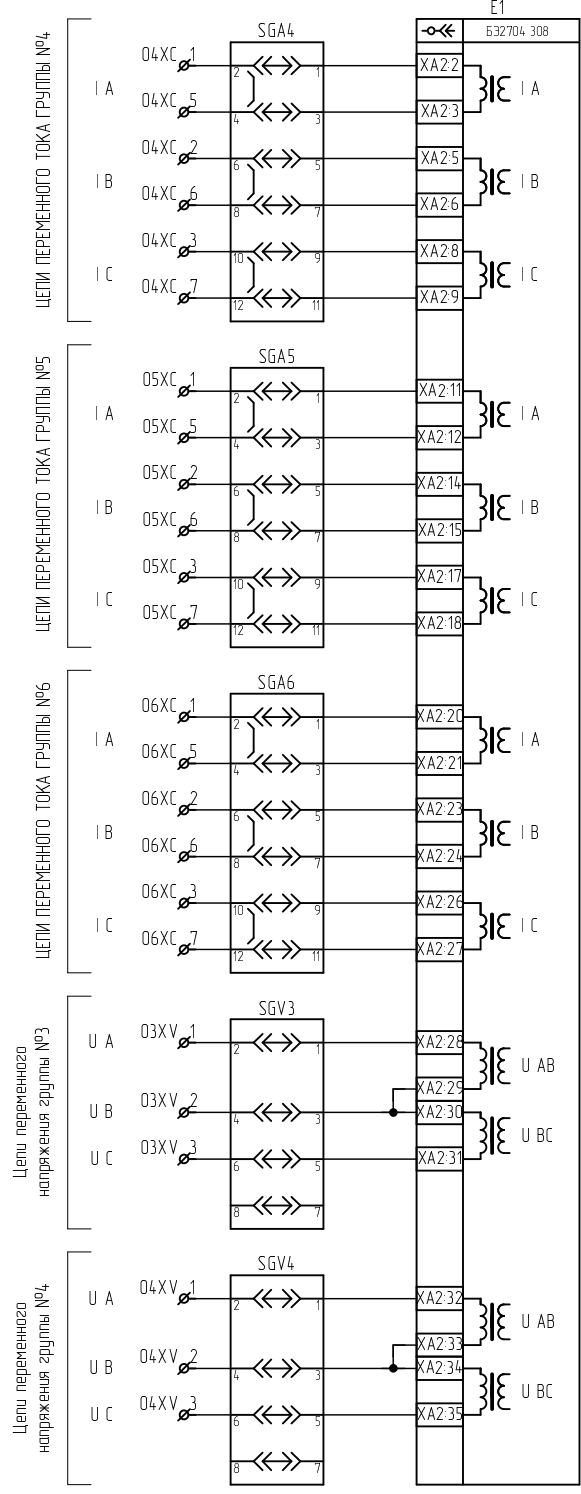 E1
БЭ2704 308
ЦЕПИ ПЕРЕМЕННОГО ТОКА ГРУППЫ №4
SGA4
I A
04XC 1
2
1
XA2:2
I A
04XC 5
4
3
XA2:3
I B
04XC 2
6
5
XA2:5
I B
04XC 6
8
7
XA2:6
I C
04XC 3
10
9
XA2:8
I C
04XC 7
12
11
XA2:9
ЦЕПИ ПЕРЕМЕННОГО ТОКА ГРУППЫ №5
SGA5
I A
05XC 1
2
1
XA2:11
I A
05XC 5
4
3
XA2:12
I B
05XC 2
6
5
XA2:14
I B
05XC 6
8
7
XA2:15
I C
05XC 3
10
9
XA2:17
I C
05XC 7
12
11
XA2:18
ЦЕПИ ПЕРЕМЕННОГО ТОКА ГРУППЫ №6
SGA6
I A
06XC 1
2
1
XA2:20
I A
06XC 5
4
3
XA2:21
I B
06XC 2
6
5
XA2:23
I B
06XC 6
8
7
XA2:24
I C
06XC 3
10
9
XA2:26
I C
06XC 7
12
11
XA2:27
Цепи переменного
напряжения группы №3
SGV3
U A
03XV 1
2
1
XA2:28
U AB
XA2:29
U B
03XV 2
4
3
XA2:30
U BC
U C
03XV 3
6
5
XA2:31
8
7
Цепи переменного
напряжения группы №4
SGV4
U A
04XV 1
2
1
XA2:32
U AB
XA2:33
U B
04XV 2
4
3
XA2:34
U BC
U C
04XV 3
6
5
XA2:35
8
7